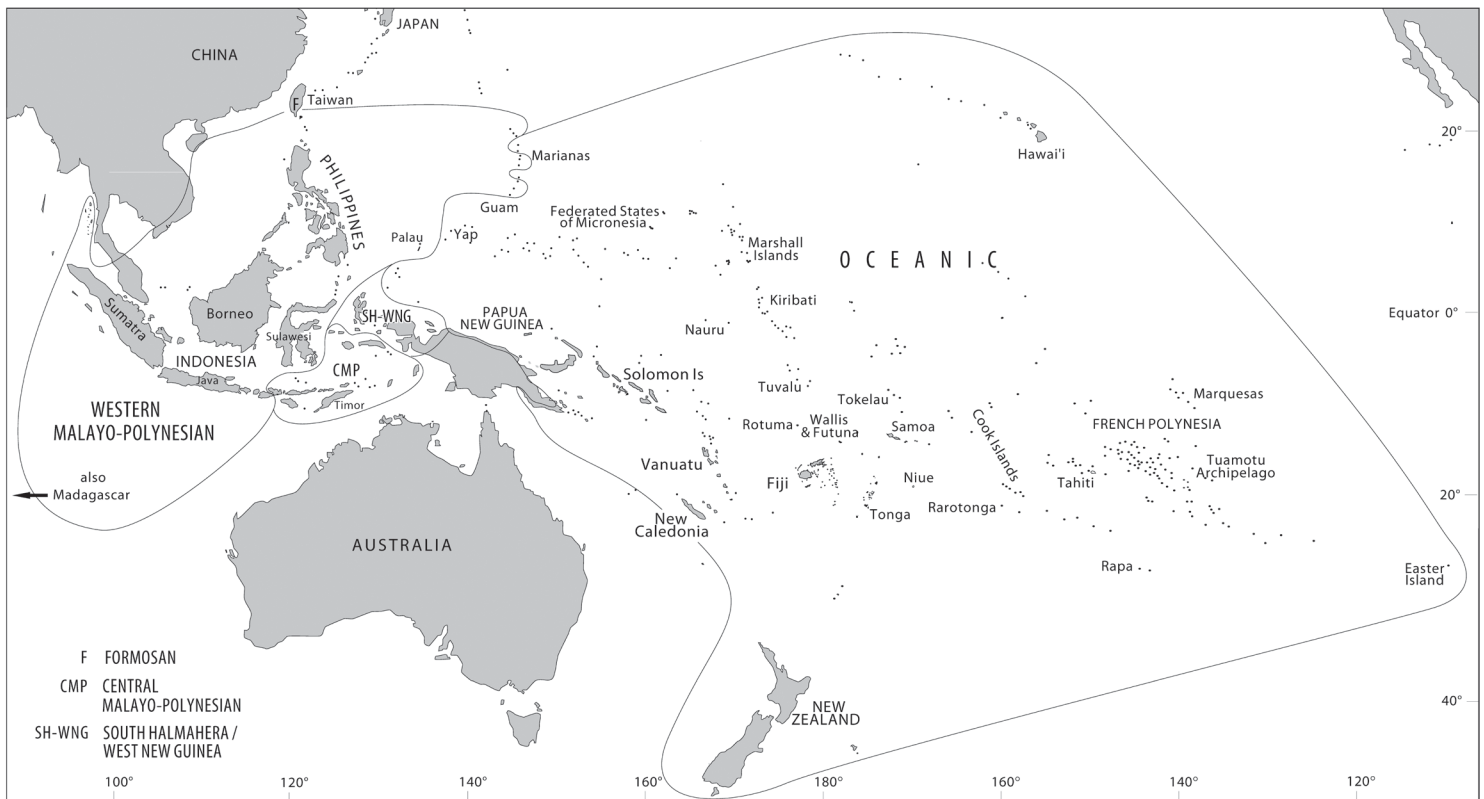 JAPAN
CHINA
F
Taiwan
20°
Marianas
Hawai'i
PHILIPPINES
Guam
Federated States
of Micronesia
Palau
Yap
Marshall
Islands
OCEANIC
Sumatra
Borneo
SH-WNG
PAPUA
NEW GUINEA
Kiribati
Equator 0°
Nauru
Sulawesi
INDONESIA
CMP
Java
Solomon Is
Tuvalu
Timor
Tokelau
Marquesas
WESTERN
MALAYO-POLYNESIAN
Rotuma
Wallis
& Futuna
Samoa
Cook Islands
FRENCH POLYNESIA
Vanuatu
Tuamotu
Archipelago
also
Madagascar
Fiji
Niue
Tahiti
20°
New
Caledonia
Tonga
Rarotonga
AUSTRALIA
Rapa
Easter
Island
F FORMOSAN
CMP CENTRAL
MALAYO-POLYNESIAN
SH-WNG SOUTH HALMAHERA /
WEST NEW GUINEA
NEW
ZEALAND
40°
100° 120° 140° 160° 180° 160° 140° 120°